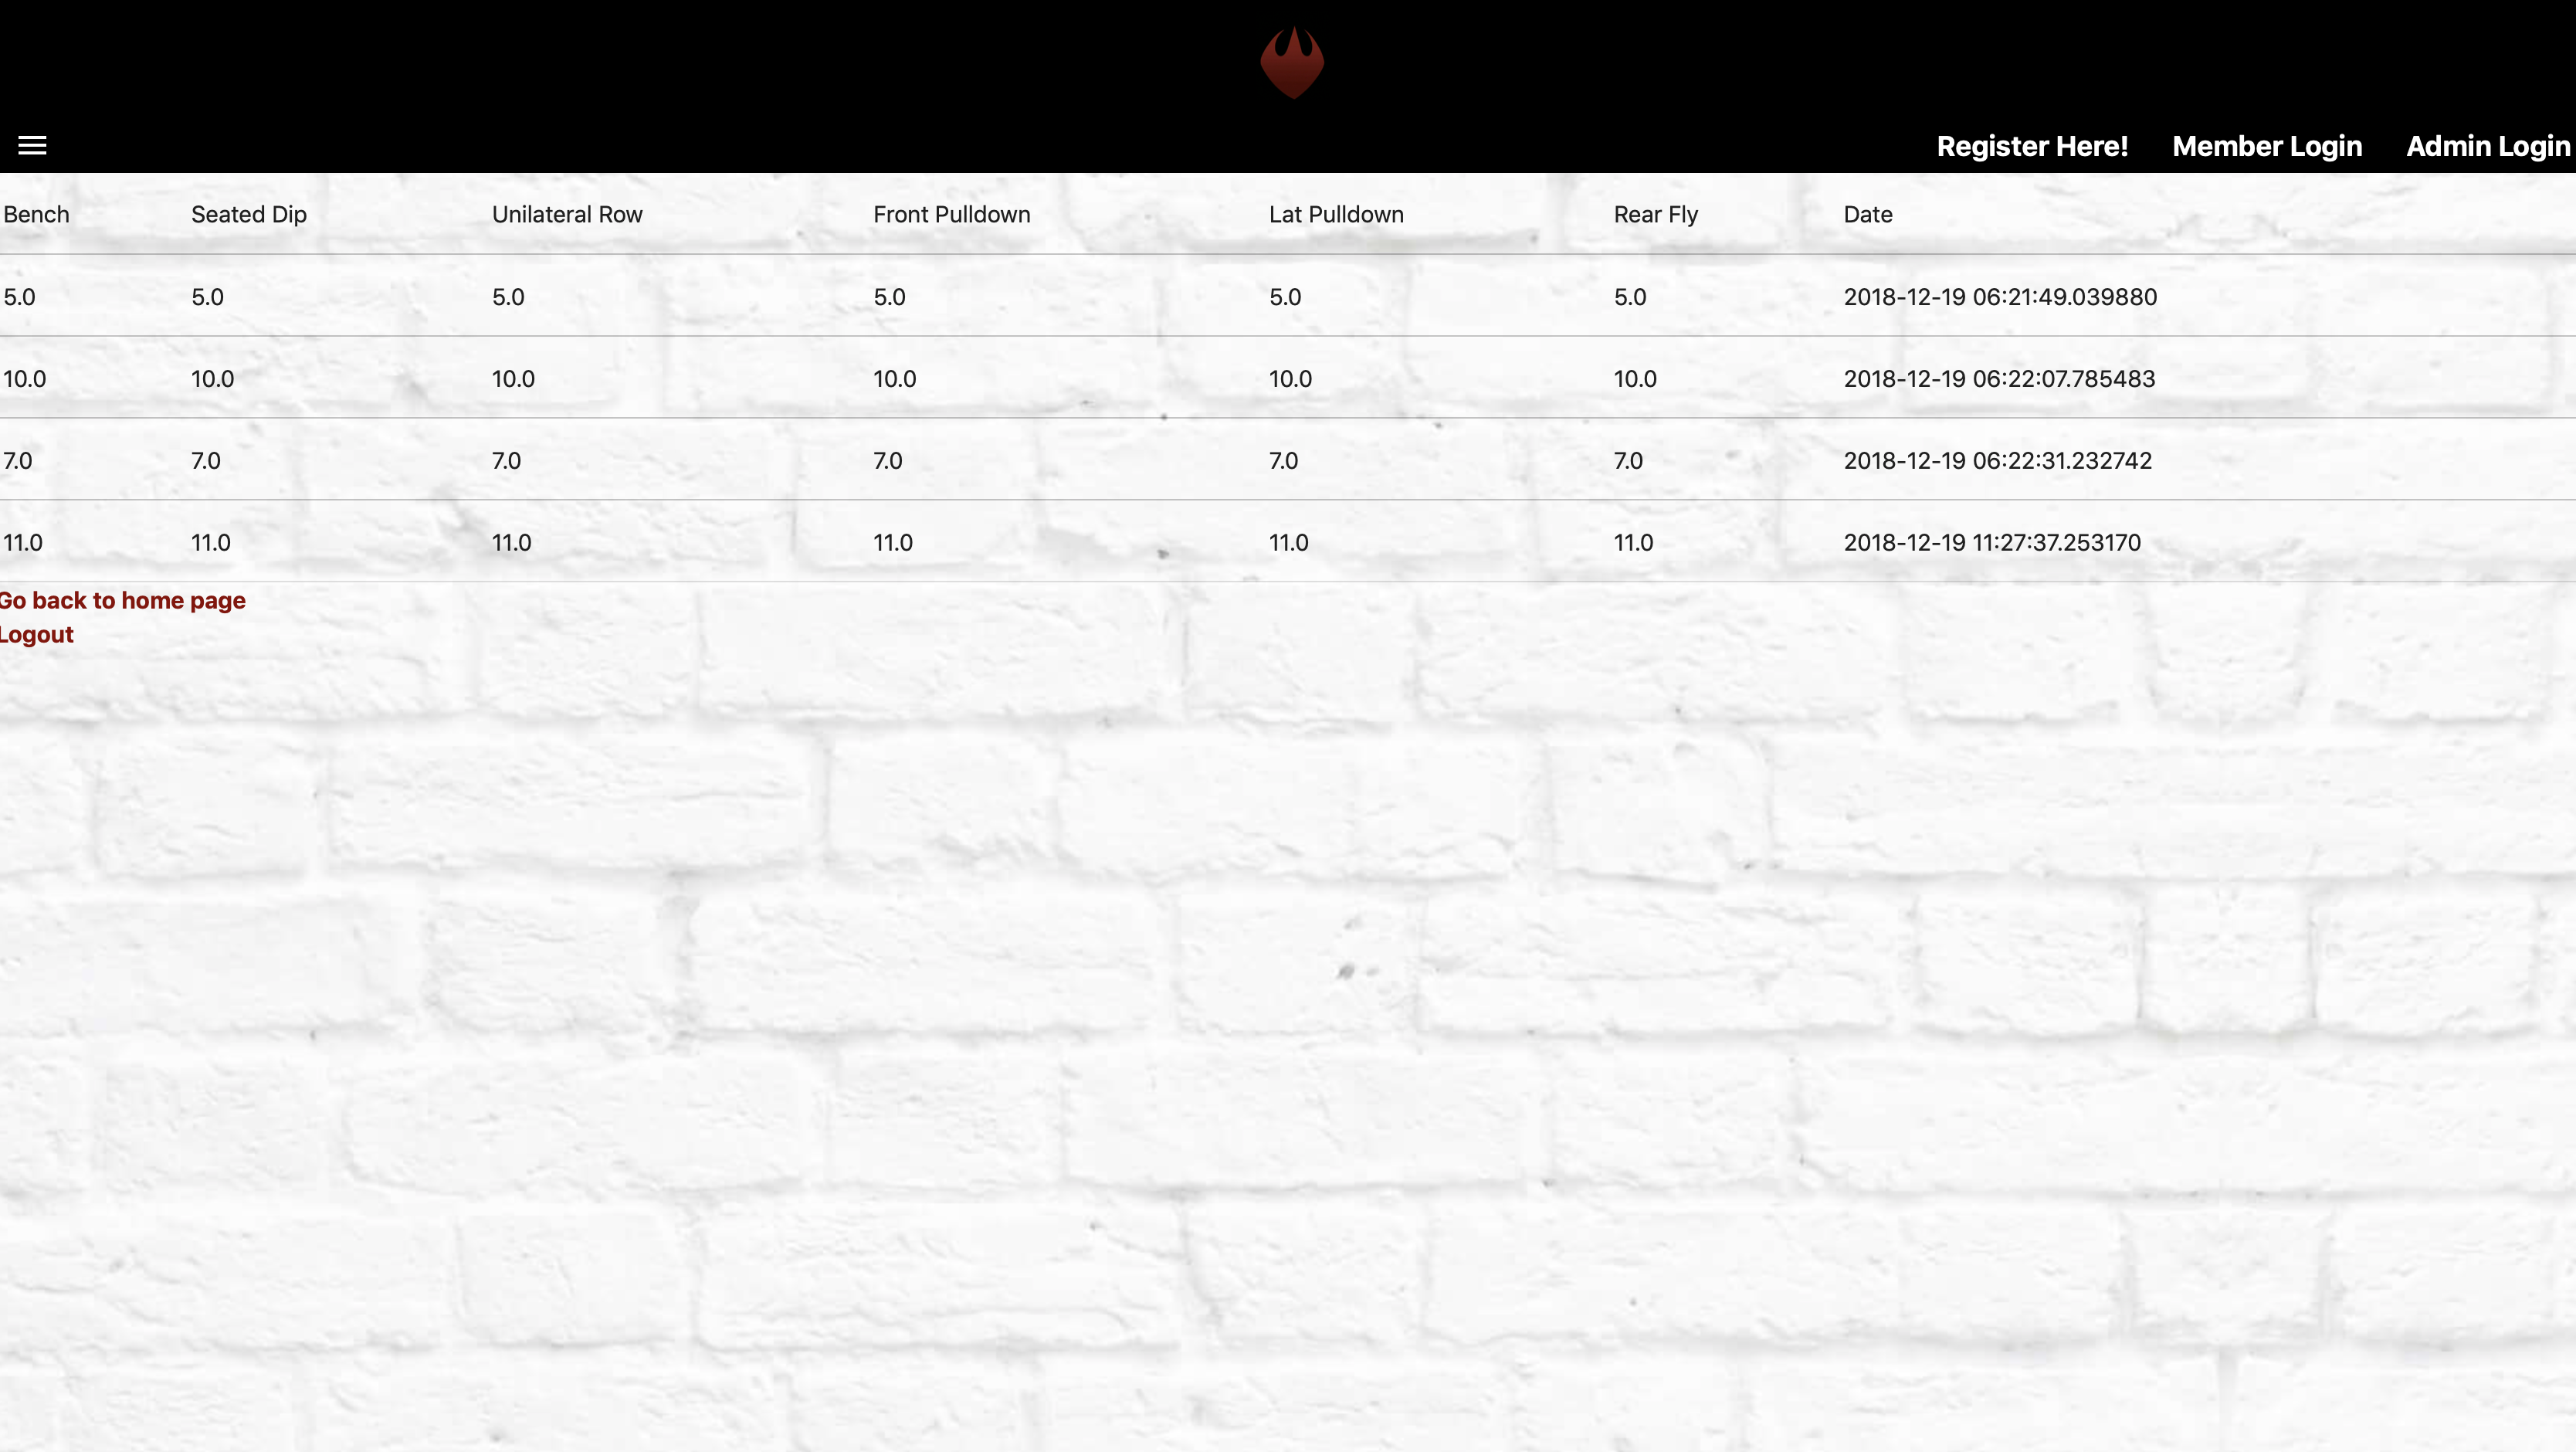 Register Here! Member Login Admin Login
Bench Seated Dip Unilateral Row Front Pulldown Lat Pulldown Rear Fly Date
5.0 5.0 5.0 5.0 5.0 5.0 2018-12-19 06:21:49.039880
10.0 10.0 10.0 10.0 10.0 10.0 2018-12-19 06:22:07.785483
7.0 7.0 7.0 7.0 7.0 7.0 2018-12-19 06:22:31.232742
11.0 11.0 11.0 11.0 11.0 11.0 2018-12-19 11:27:37.253170
Go back to home page
Logout